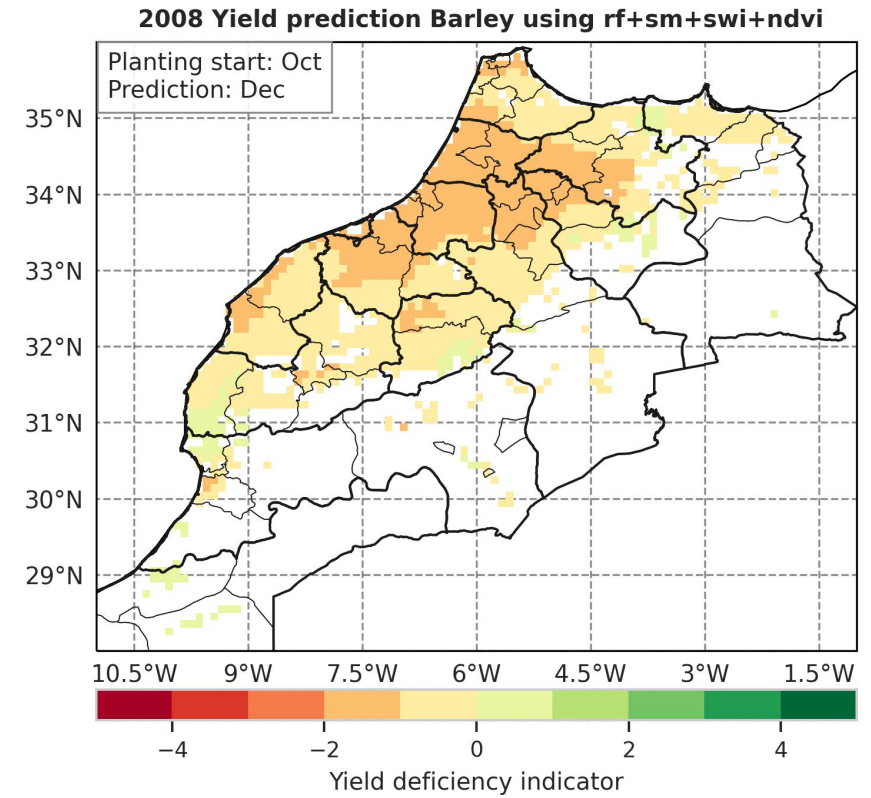 2008 Yield prediction Barley using rf+sm+swi+ndvi
Planting start: Oct
Prediction: Dec
35°N
34°N
33°N
32°N
31°N
30°N
29°N
10.5°W 9°W 7.5°W 6°W 4.5°W 3°W 1.5°W
−4 −2 0 2 4
Yield deficiency indicator